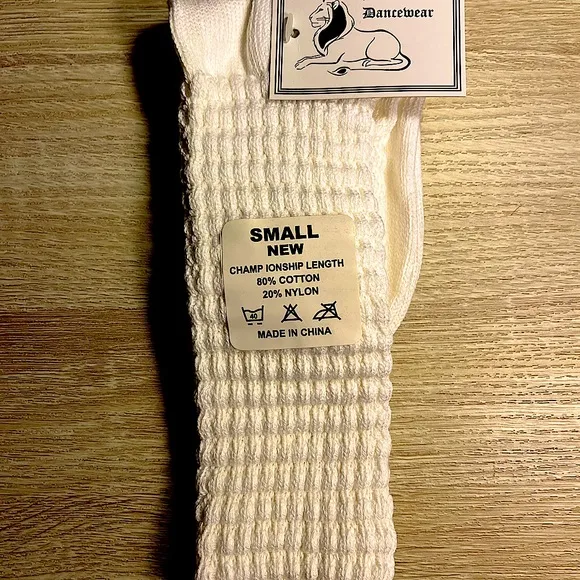 Dancewear
SMALL
NEW
CHAMP IONSHIP LENGTH
80% COTTON
20% NYLON
40
MADE IN CHINA